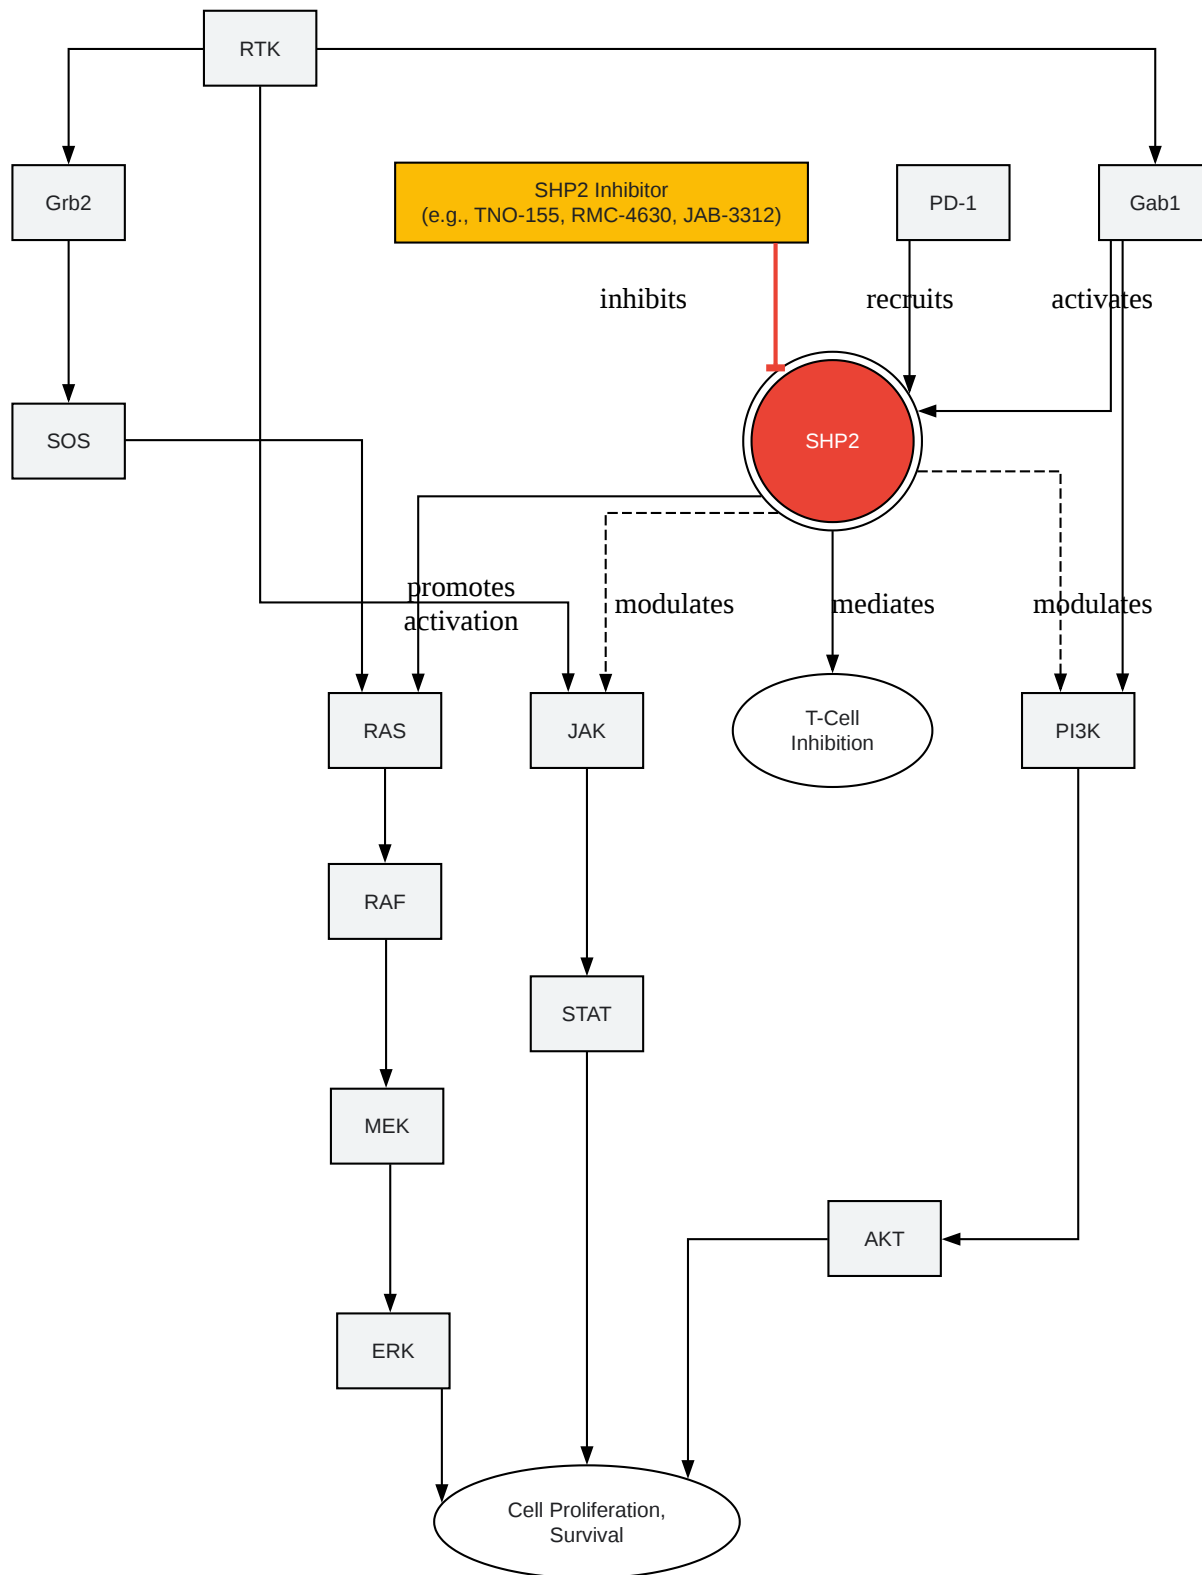 RTK
Grb2
SHP2 Inhibitor
(e.g., TNO-155, RMC-4630, JAB-3312)
PD-1
Gab1
inhibits
recruits
activates
SOS
SHP2
promotes
activation
modulates
mediates
modulates
RAS
JAK
T-Cell
Inhibition
PI3K
RAF
STAT
MEK
AKT
ERK
Cell Proliferation,
Survival